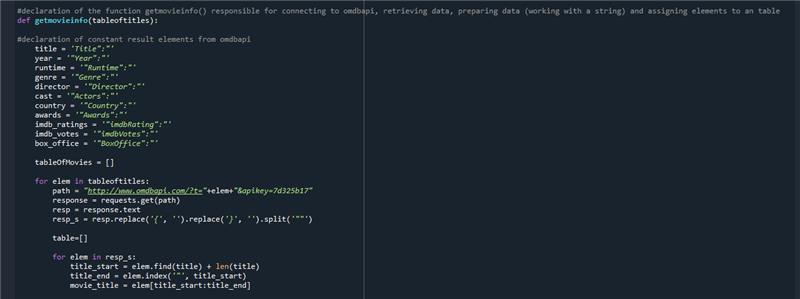 #declaration of the function getmovieinfo() responsible for connecting to omdbapi, retrieving data, preparing data (working with a string) and assigning elements to an table
def getmovieinfo(tableoftitles):
#declaration of constant result elements from omdbapi
title = 'Title":"'
year = '"Year":"'
runtime = '"Runtime":"'
genre = '"Genre":"'
director = '"Director":"'
cast = '"Actors":"'
country = '"Country":"'
awards = '"Awards":"'
imdb_ratings = '"imdbRating":"'
imdb_votes = '"imdbVotes":"'
box_office = '"BoxOffice":"'
tableOfMovies = []
for elem in tableoftitles:
path = "http://www.omdbapi.com/?t="+elem+"&apikey=7d325b17"
response = requests.get(path)
resp = response.text
resp_s = resp.replace('{', '').replace('}', '').split('""')
table=[]
for elem in resp_s:
title_start = elem.find(title) + len(title)
title_end = elem.index('"', title_start)
movie_title = elem[title_start:title_end]